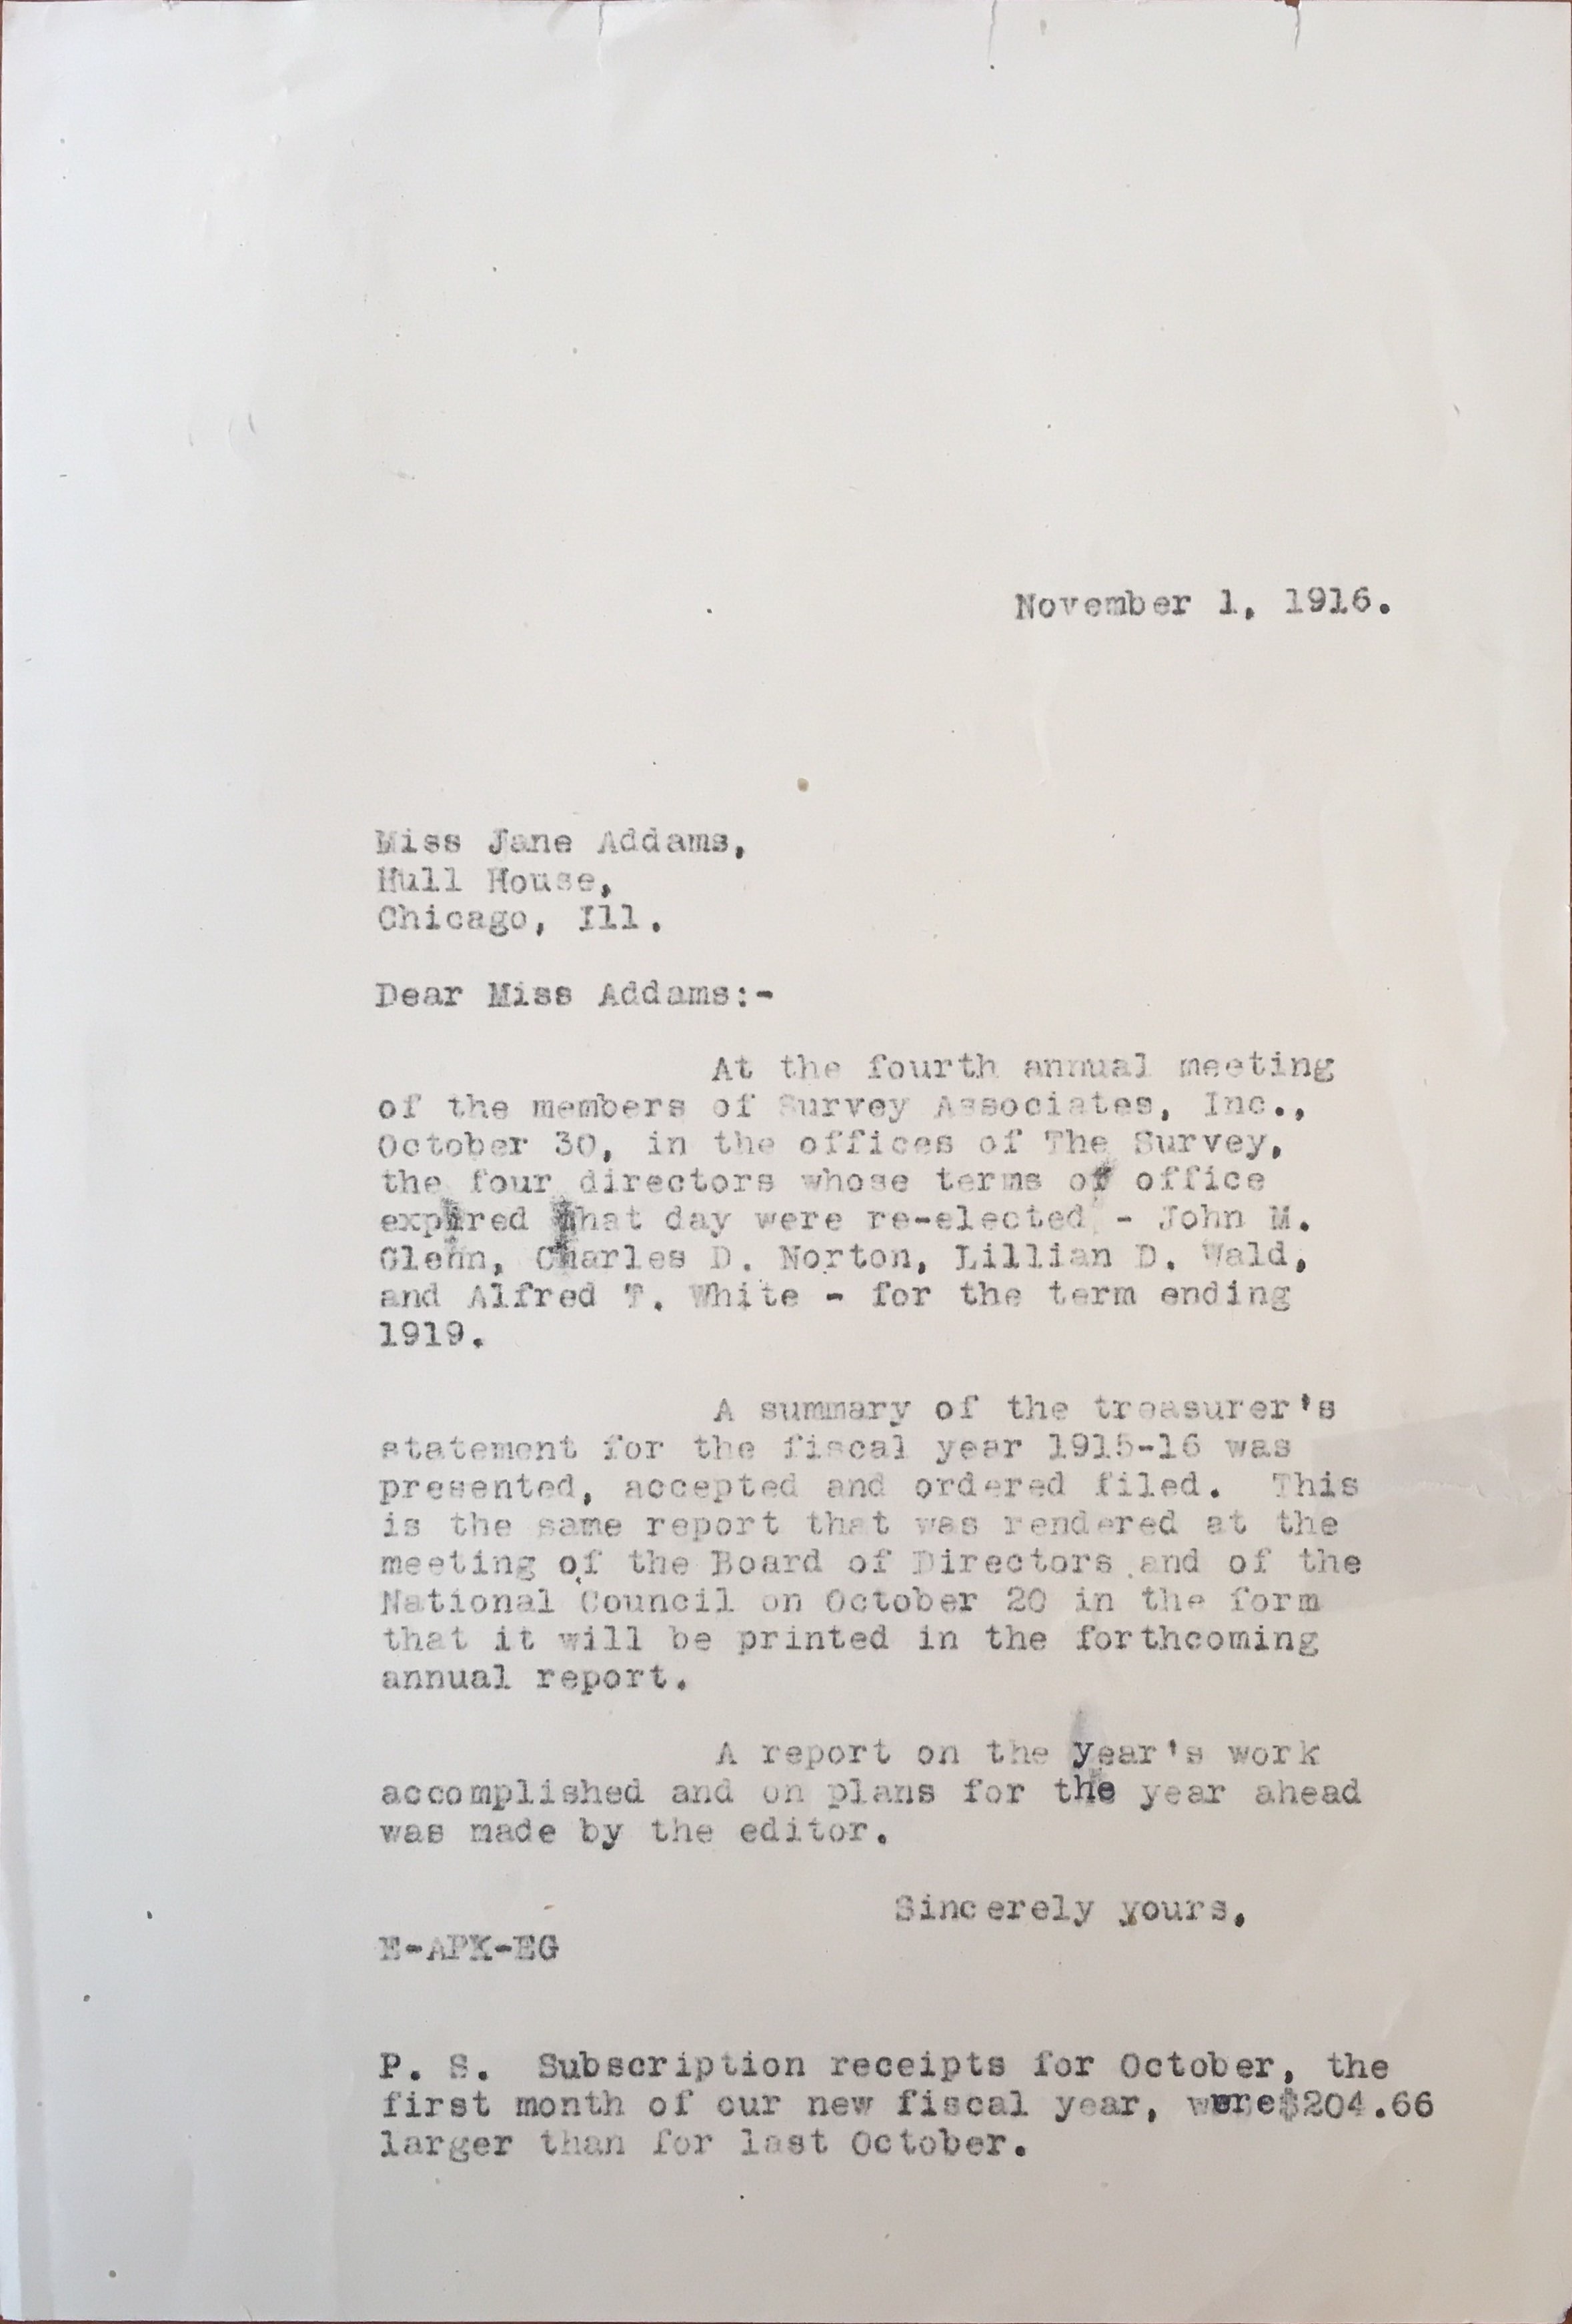 November 1, 1916.
Miss Jane Addams,
Hull House,
Chicago, Ill.
Dear Miss Addams:-
At the fourth annual meeting
of the members of Survey Associates, Inc.,
October 30, in the offices of The Survey,
the four directors whose terms of office
expired that day were re-elected - John M.
Glenn, Charles D. Norton, Lillian D. Wald,
and Alfred T. White - for the term ending
1919.
A summary of the treasurer's
statement for the fiscal year 1915-16 was
presented, accepted and ordered filed. This
is the same report that was rendered at the
meeting of the Board of Directors and of the
National Council on October 20 in the form
that it will be printed in the forthcoming
annual report.
A report on the year's work
accomplished and on plans for the year ahead
was made by the editor.
Sincerely yours,
E-APK-EG
P. S. Subscription receipts for October, the
first month of our new fiscal year, were$204.66
larger than for last October.